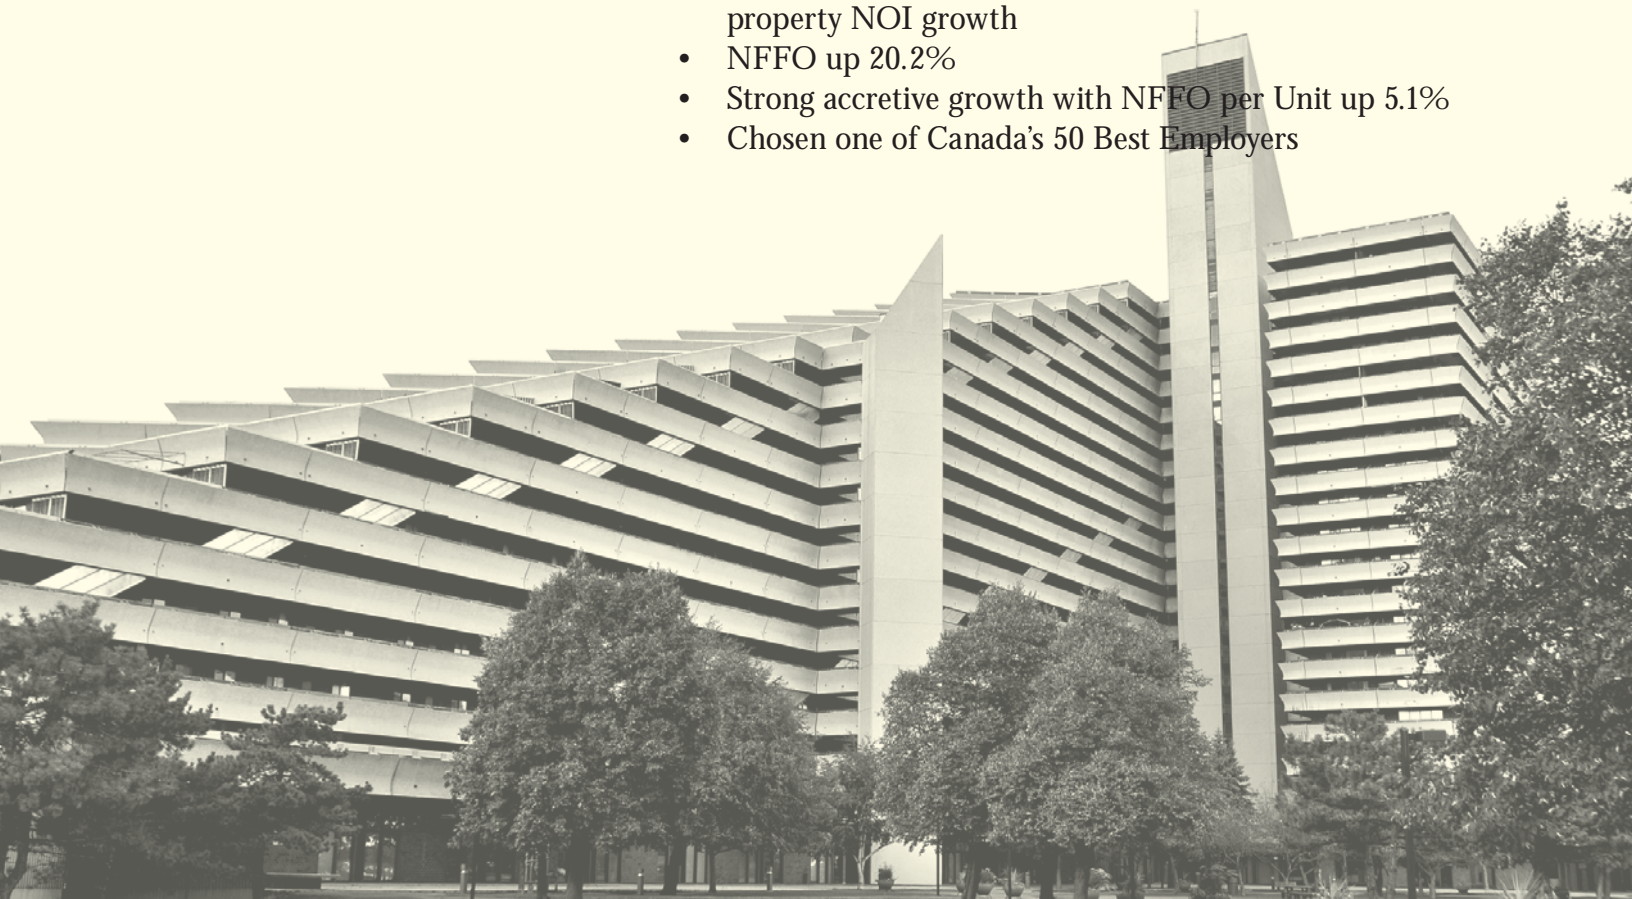 property NOI growth
• NFFO up 20.2%
• Strong accretive growth with NFFO per Unit up 5.1%
• Chosen one of Canada’s 50 Best Employers